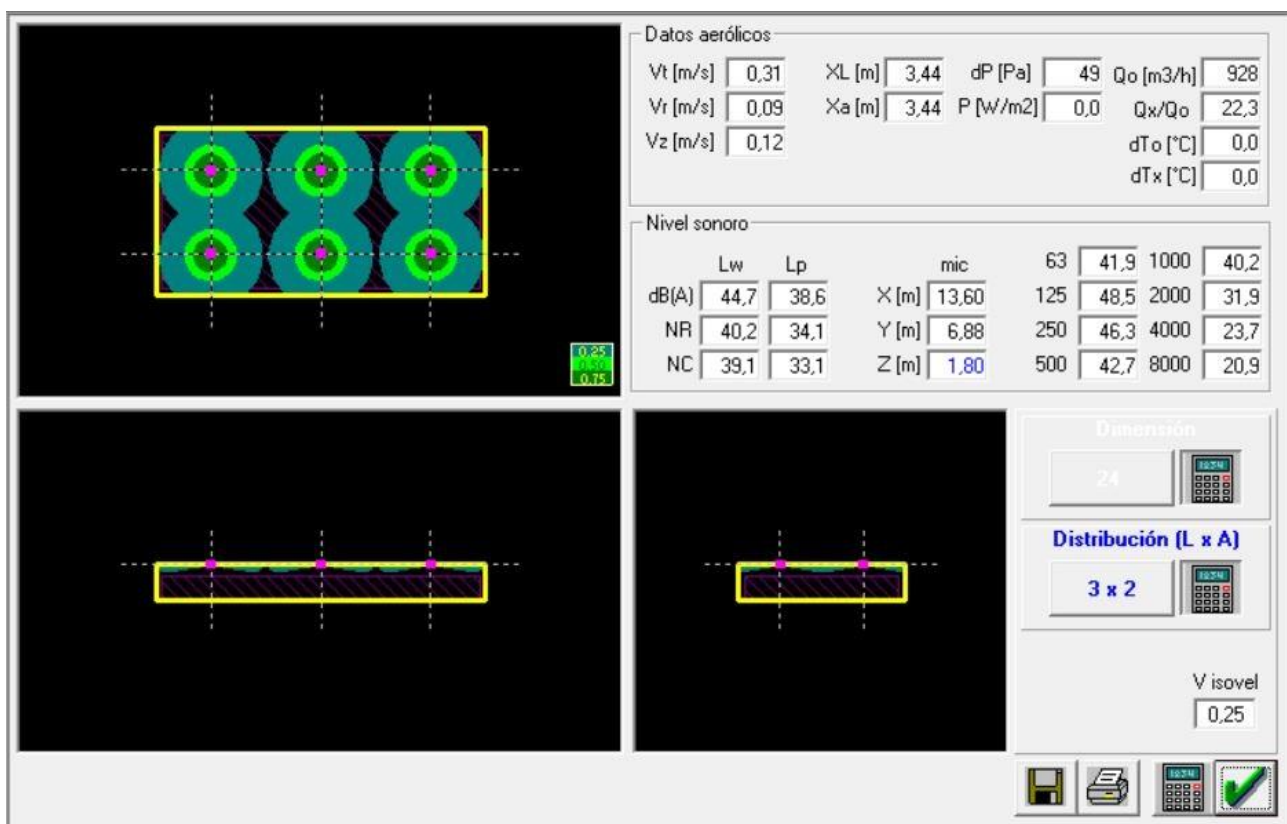 Datos aerólicos
Vt [m/s] 0,31 XL [m] 3,44 dP [Pa] 49 Qo [m3/h] 928
Vr [m/s] 0,09 Xa [m] 3,44 P [W/m2] 0,0 Qx/Qo 22,3
Vz [m/s] 0,12 dTo [°C] 0,0
dTx [°C] 0,0
Nivel sonoro
Lw Lp mic 63 41,9 1000 40,2
dB(A) 44,7 38,6 X [m] 13,60 125 48,5 2000 31,9
NR 40,2 34,1 Y [m] 6,88 250 46,3 4000 23,7
NC 39,1 33,1 Z [m] 1,80 500 42,7 8000 20,9
0.25
0.50
0.75
Dimensión
24
Distribución (L x A)
3 x 2
V isovel
0,25